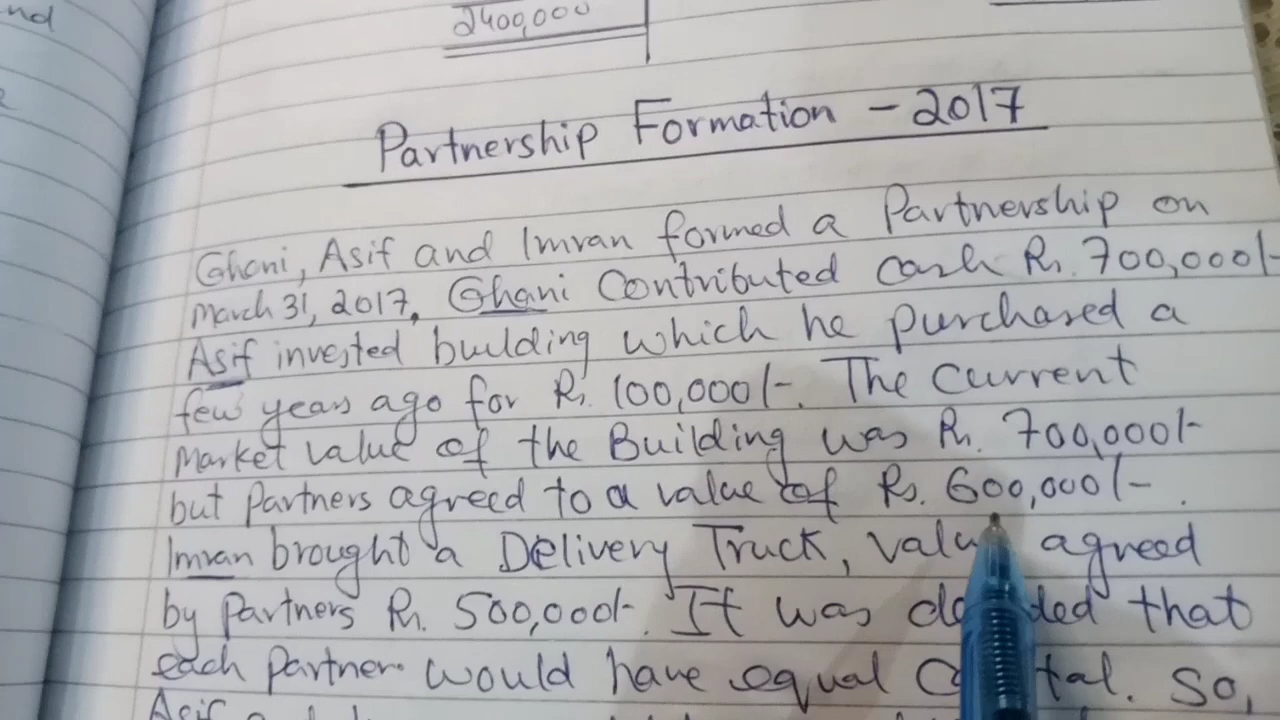 nd
2400,000
Partnership Formation - 2017
Ghani, Asif and Imran formed a Partnership on
March 31, 2017. Ghani Contributed cash Rs. 700,000/-
Asif invested building which he purchased a
few years ago for Rs. 100,000/-. The current
Market value of the Building was Rs. 700,000/-
but Partners agreed to a value of Rs. 600,000/-.
Imran brought a Delivery Truck, value agreed
by Partners Rs. 500,000/-. It was decided that
each Partner would have equal Capital. So,
Asif